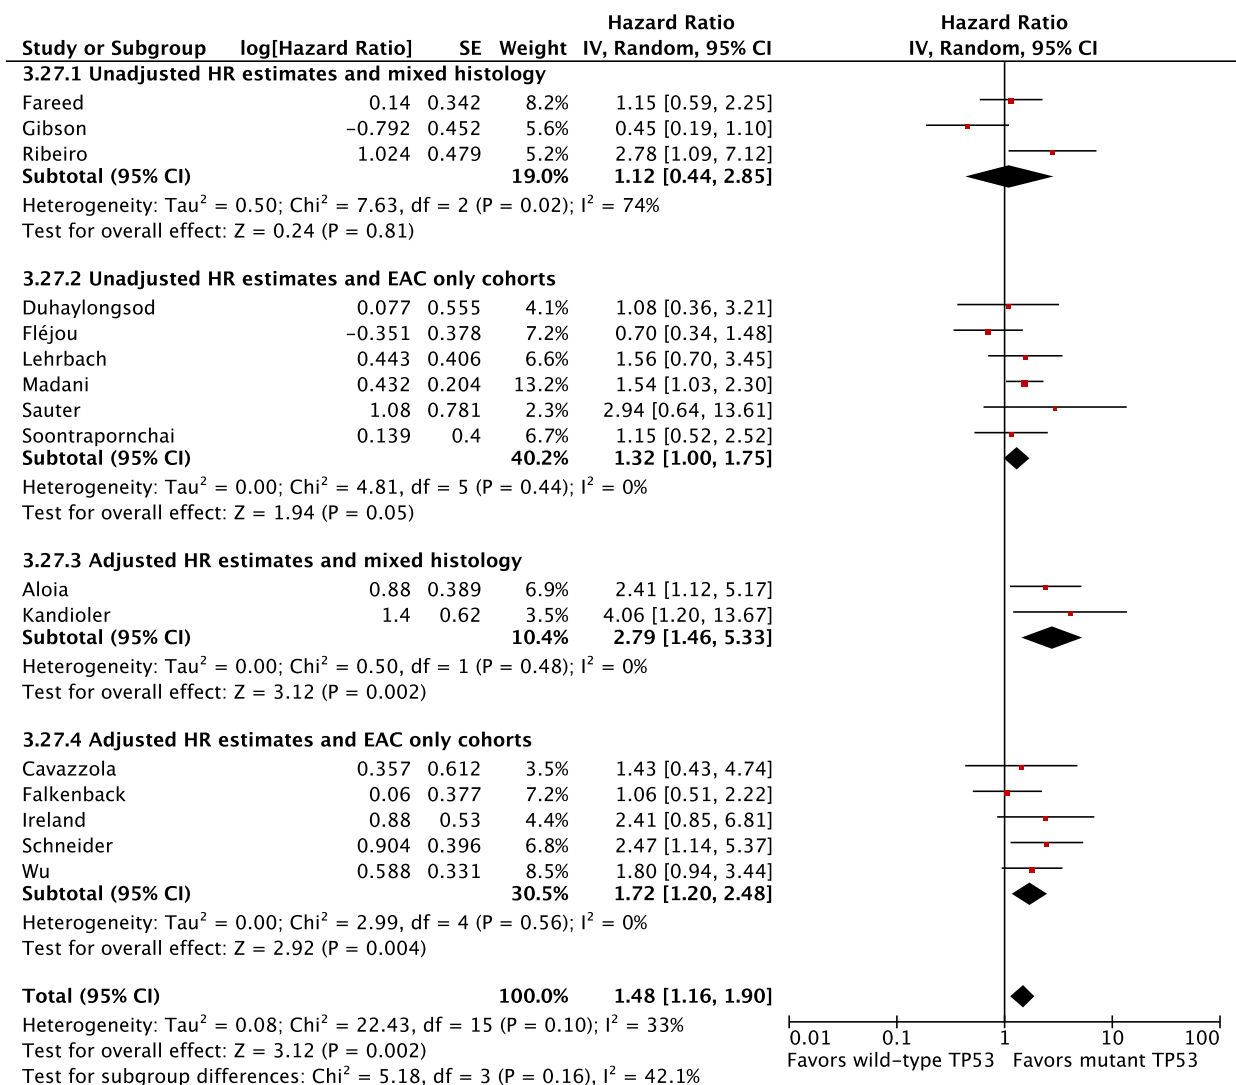 Hazard Ratio Hazard Ratio
Study or Subgroup log[Hazard Ratio] SE Weight IV, Random, 95% CI IV, Random, 95% CI
3.27.1 Unadjusted HR estimates and mixed histology
Fareed 0.14 0.342 8.2% 1.15 [0.59, 2.25]
Gibson −0.792 0.452 5.6% 0.45 [0.19, 1.10]
Ribeiro 1.024 0.479 5.2% 2.78 [1.09, 7.12]
Subtotal (95% CI) 19.0% 1.12 [0.44, 2.85]
Heterogeneity: Tau² = 0.50; Chi² = 7.63, df = 2 (P = 0.02); I² = 74%
Test for overall effect: Z = 0.24 (P = 0.81)
3.27.2 Unadjusted HR estimates and EAC only cohorts
Duhaylongsod 0.077 0.555 4.1% 1.08 [0.36, 3.21]
Fléjou −0.351 0.378 7.2% 0.70 [0.34, 1.48]
Lehrbach 0.443 0.406 6.6% 1.56 [0.70, 3.45]
Madani 0.432 0.204 13.2% 1.54 [1.03, 2.30]
Sauter 1.08 0.781 2.3% 2.94 [0.64, 13.61]
Soontrapornchai 0.139 0.4 6.7% 1.15 [0.52, 2.52]
Subtotal (95% CI) 40.2% 1.32 [1.00, 1.75]
Heterogeneity: Tau² = 0.00; Chi² = 4.81, df = 5 (P = 0.44); I² = 0%
Test for overall effect: Z = 1.94 (P = 0.05)
3.27.3 Adjusted HR estimates and mixed histology
Aloia 0.88 0.389 6.9% 2.41 [1.12, 5.17]
Kandioler 1.4 0.62 3.5% 4.06 [1.20, 13.67]
Subtotal (95% CI) 10.4% 2.79 [1.46, 5.33]
Heterogeneity: Tau² = 0.00; Chi² = 0.50, df = 1 (P = 0.48); I² = 0%
Test for overall effect: Z = 3.12 (P = 0.002)
3.27.4 Adjusted HR estimates and EAC only cohorts
Cavazzola 0.357 0.612 3.5% 1.43 [0.43, 4.74]
Falkenback 0.06 0.377 7.2% 1.06 [0.51, 2.22]
Ireland 0.88 0.53 4.4% 2.41 [0.85, 6.81]
Schneider 0.904 0.396 6.8% 2.47 [1.14, 5.37]
Wu 0.588 0.331 8.5% 1.80 [0.94, 3.44]
Subtotal (95% CI) 30.5% 1.72 [1.20, 2.48]
Heterogeneity: Tau² = 0.00; Chi² = 2.99, df = 4 (P = 0.56); I² = 0%
Test for overall effect: Z = 2.92 (P = 0.004)
Total (95% CI) 100.0% 1.48 [1.16, 1.90]
Heterogeneity: Tau² = 0.08; Chi² = 22.43, df = 15 (P = 0.10); I² = 33%
Test for overall effect: Z = 3.12 (P = 0.002)
Test for subgroup differences: Chi² = 5.18, df = 3 (P = 0.16), I² = 42.1%
0.01 0.1 1 10 100
Favors wild−type TP53 Favors mutant TP53